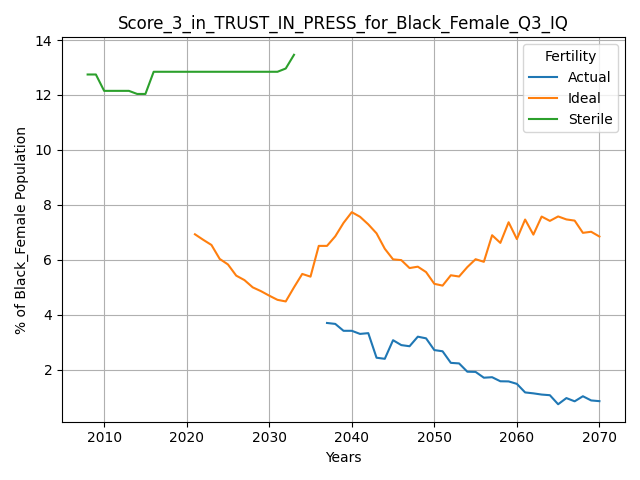 Score_3_in_TRUST_IN_PRESS_for_Black_Female_Q3_IQ
Fertility
Actual
Ideal
Sterile
% of Black_Female Population
14
12
10
8
6
4
2
2010 2020 2030 2040 2050 2060 2070
Years